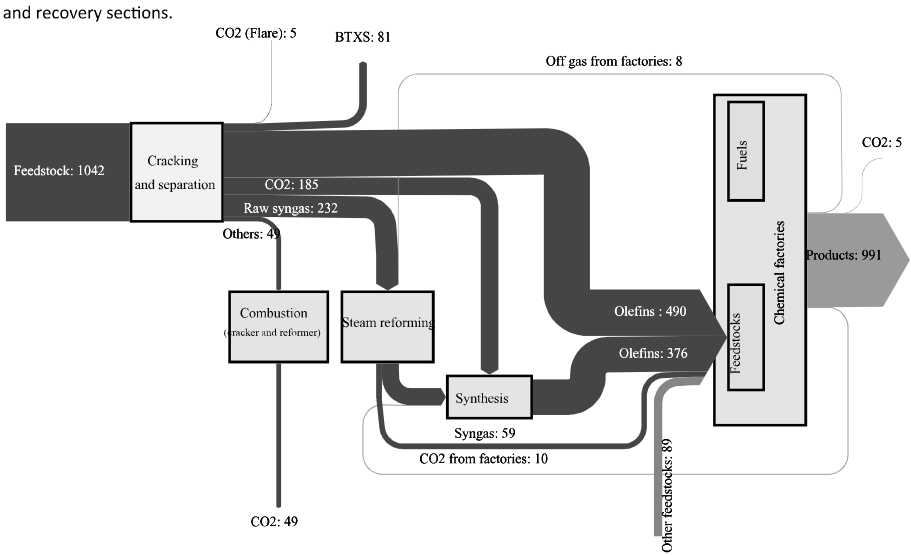 and recovery sections.
CO2 (Flare): 5
BTXS: 81
Off gas from factories: 8
CO2: 5
Feedstock: 1042
Cracking
and separation
Fuels
CO2: 185
Raw syngas: 232
Others: 49
Chemical factories
Products: 991
Combustion
(cracker and reformer)
Steam reforming
Olefins : 490
Feedstocks
Olefins: 376
Synthesis
Syngas: 59
CO2 from factories: 10
Other feedstocks: 89
CO2: 49